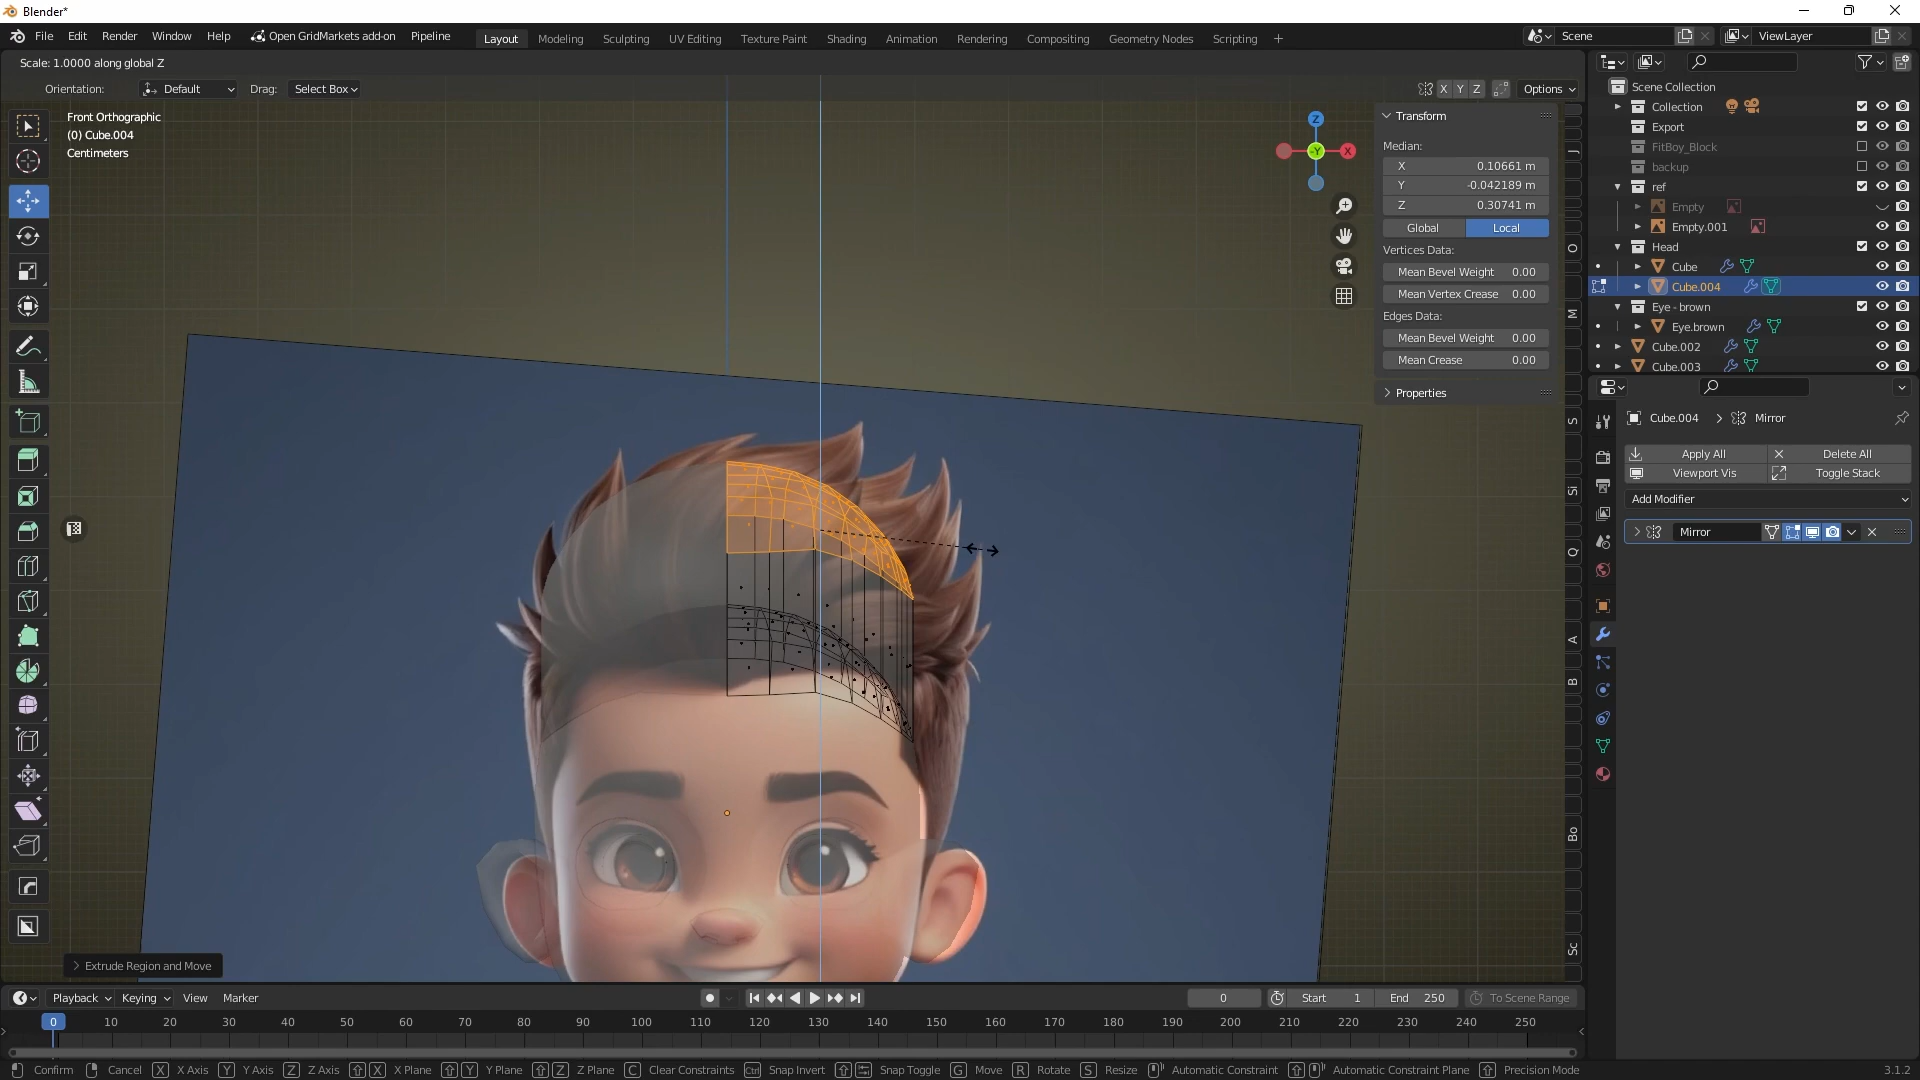 Blender*
File Edit Render Window Help Open GridMarkets add-on Pipeline
Layout Modeling Sculpting UV Editing Texture Paint Shading Animation Rendering Compositing Geometry Nodes Scripting +
Scene
ViewLayer
Scale: 1.0000 along global Z
Orientation: Default Drag: Select Box
X Y Z Options
Front Orthographic
(0) Cube.004
Centimeters
Z
-Y
X
Transform
Median:
X 0.10661 m
Y -0.042189 m
Z 0.30741 m
Global Local
Vertices Data:
Mean Bevel Weight 0.00
Mean Vertex Crease 0.00
Edges Data:
Mean Bevel Weight 0.00
Mean Crease 0.00
Properties
J
O
M
S
Si
Q
A
B
Bo
Sc
Scene Collection
Collection
Export
FitBoy_Block
backup
ref
Empty
Empty.001
Head
Cube
Cube.004
Eye - brown
Eye.brown
Cube.002
Cube.003
Cube.004 Mirror
Apply All Delete All
Viewport Vis Toggle Stack
Add Modifier
Mirror
Extrude Region and Move
Playback Keying View Marker
0 Start 1 End 250 To Scene Range
0 10 20 30 40 50 60 70 80 90 100 110 120 130 140 150 160 170 180 190 200 210 220 230 240 250
Confirm Cancel X X Axis Y Y Axis Z Z Axis X X Plane Y Y Plane Z Z Plane C Clear Constraints Ctrl Snap Invert Snap Toggle G Move R Rotate S Resize Automatic Constraint Automatic Constraint Plane Precision Mode 3.1.2